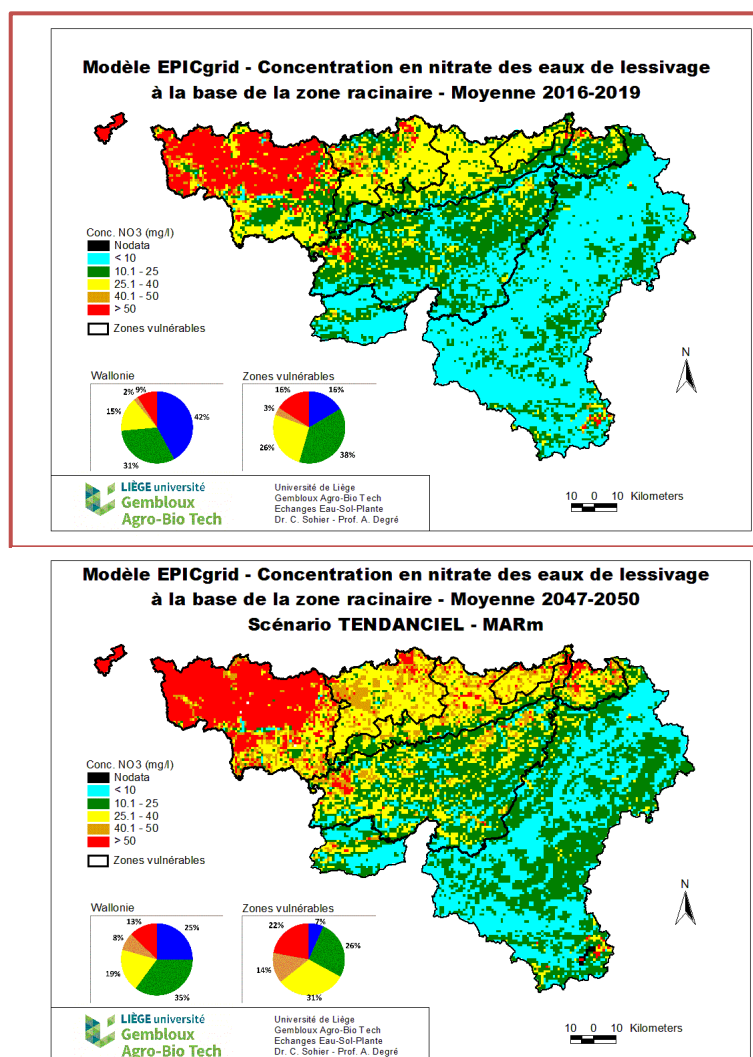 Modèle EPICgrid - Concentration en nitrate des eaux de lessivage
à la base de la zone racinaire - Moyenne 2016-2019
Conc. NO3 (mg/l)
Nodata
< 10
10.1 - 25
25.1 - 40
40.1 - 50
> 50
Zones vulnérables
N
Wallonie
2%
9%
15%
42%
31%
Zones vulnérables
16%
16%
3%
26%
38%
LIÈGE université
Gembloux
Agro-Bio Tech
Université de Liège
Gembloux Agro-Bio Tech
Echanges Eau-Sol-Plante
Dr. C. Sohier - Prof. A. Degré
10 0 10 Kilometers
Modèle EPICgrid - Concentration en nitrate des eaux de lessivage
à la base de la zone racinaire - Moyenne 2047-2050
Scénario TENDANCIEL - MARm
Conc. NO3 (mg/l)
Nodata
< 10
10.1 - 25
25.1 - 40
40.1 - 50
> 50
Zones vulnérables
N
Wallonie
13%
25%
8%
19%
35%
Zones vulnérables
7%
22%
26%
14%
31%
LIÈGE université
Gembloux
Agro-Bio Tech
Université de Liège
Gembloux Agro-Bio Tech
Echanges Eau-Sol-Plante
Dr. C. Sohier - Prof. A. Degré
10 0 10 Kilometers